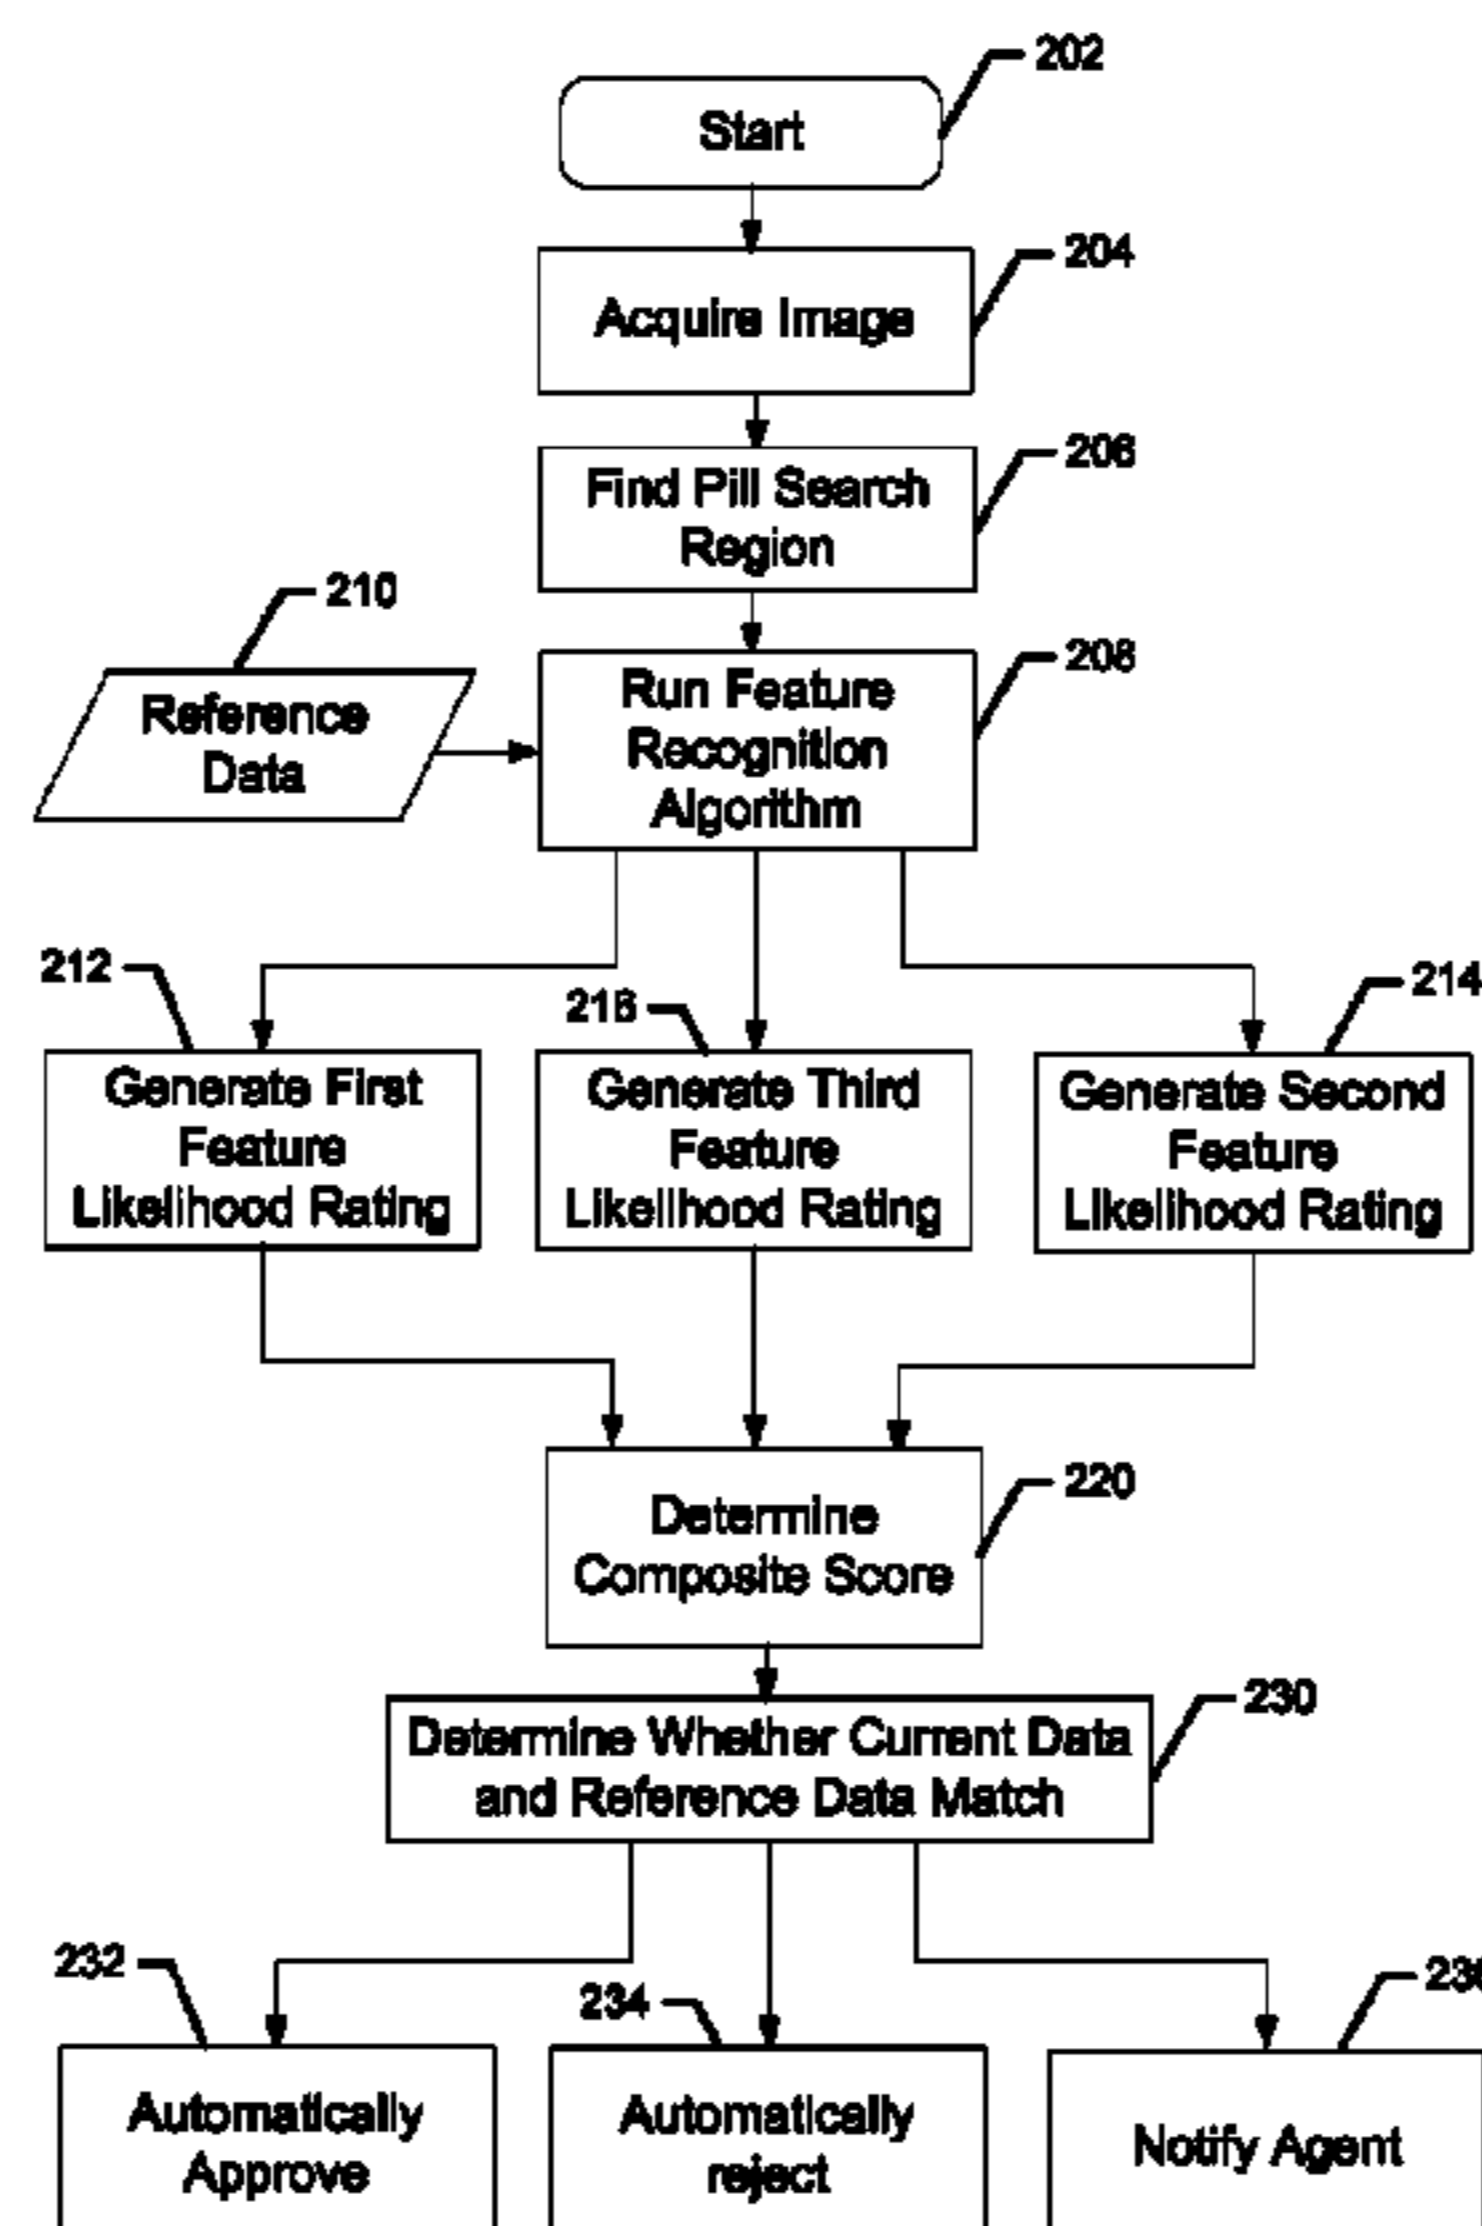 202
Start
204
Acquire Image
206
Find Pill Search
Region
210
208
Reference
Data
Run Feature
Recognition
Algorithm
212
216
214
Generate First
Feature
Likelihood Rating
Generate Third
Feature
Likelihood Rating
Generate Second
Feature
Likelihood Rating
220
Determine
Composite Score
230
Determine Whether Current Data
and Reference Data Match
232
234
Automatically
Approve
Automatically
reject
Notify Agent